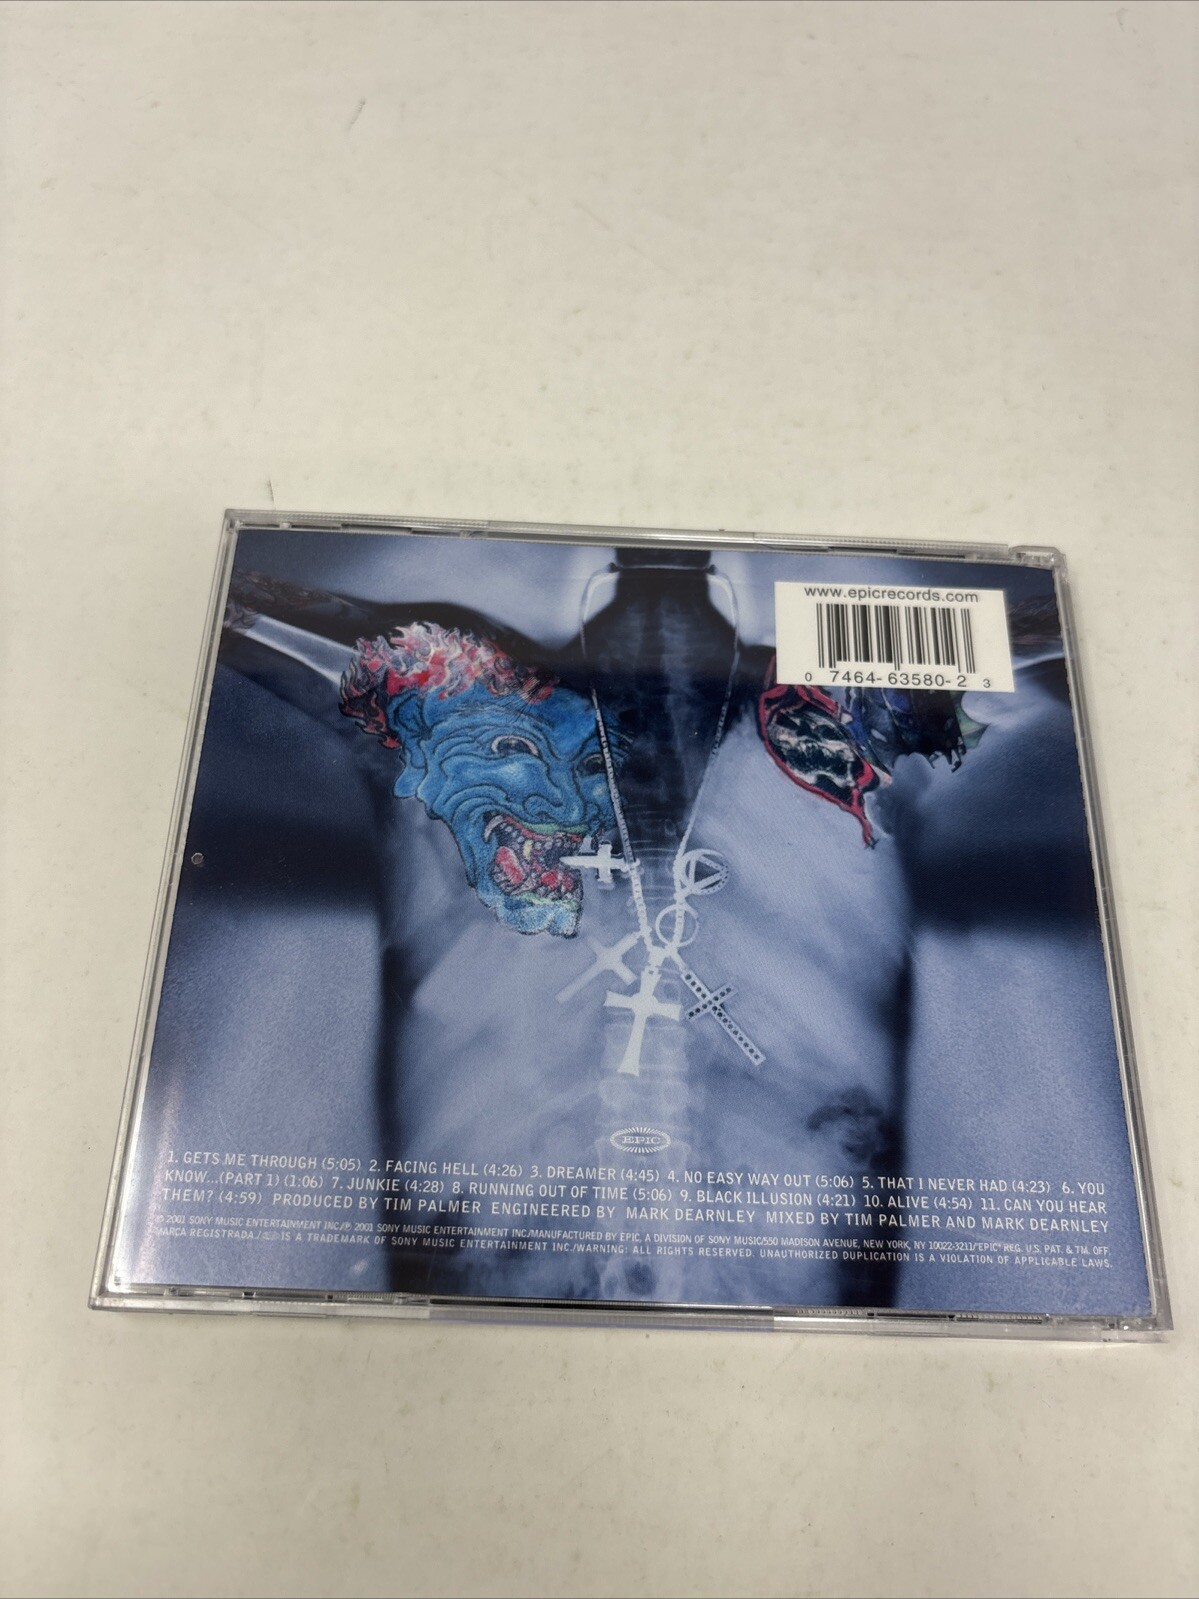 www.epicrecords.com
0 7464-63580-2 3
EPIC
1. GETS ME THROUGH (5:05) 2. FACING HELL (4:26) 3. DREAMER (4:45) 4. NO EASY WAY OUT (5:06) 5. THAT I NEVER HAD (4:23) 6. YOU
KNOW...(PART 1) (1:06) 7. JUNKIE (4:28) 8. RUNNING OUT OF TIME (5:06) 9. BLACK ILLUSION (4:21) 10. ALIVE (4:54) 11. CAN YOU HEAR
THEM? (4:59) PRODUCED BY TIM PALMER ENGINEERED BY MARK DEARNLEY MIXED BY TIM PALMER AND MARK DEARNLEY
© 2001 SONY MUSIC ENTERTAINMENT INC./℗ 2001 SONY MUSIC ENTERTAINMENT INC./MANUFACTURED BY EPIC, A DIVISION OF SONY MUSIC/550 MADISON AVENUE, NEW YORK, NY 10022-3211/"EPIC" REG. U.S. PAT. & TM. OFF.
MARCA REGISTRADA./ IS A TRADEMARK OF SONY MUSIC ENTERTAINMENT INC./WARNING: ALL RIGHTS RESERVED. UNAUTHORIZED DUPLICATION IS A VIOLATION OF APPLICABLE LAWS.